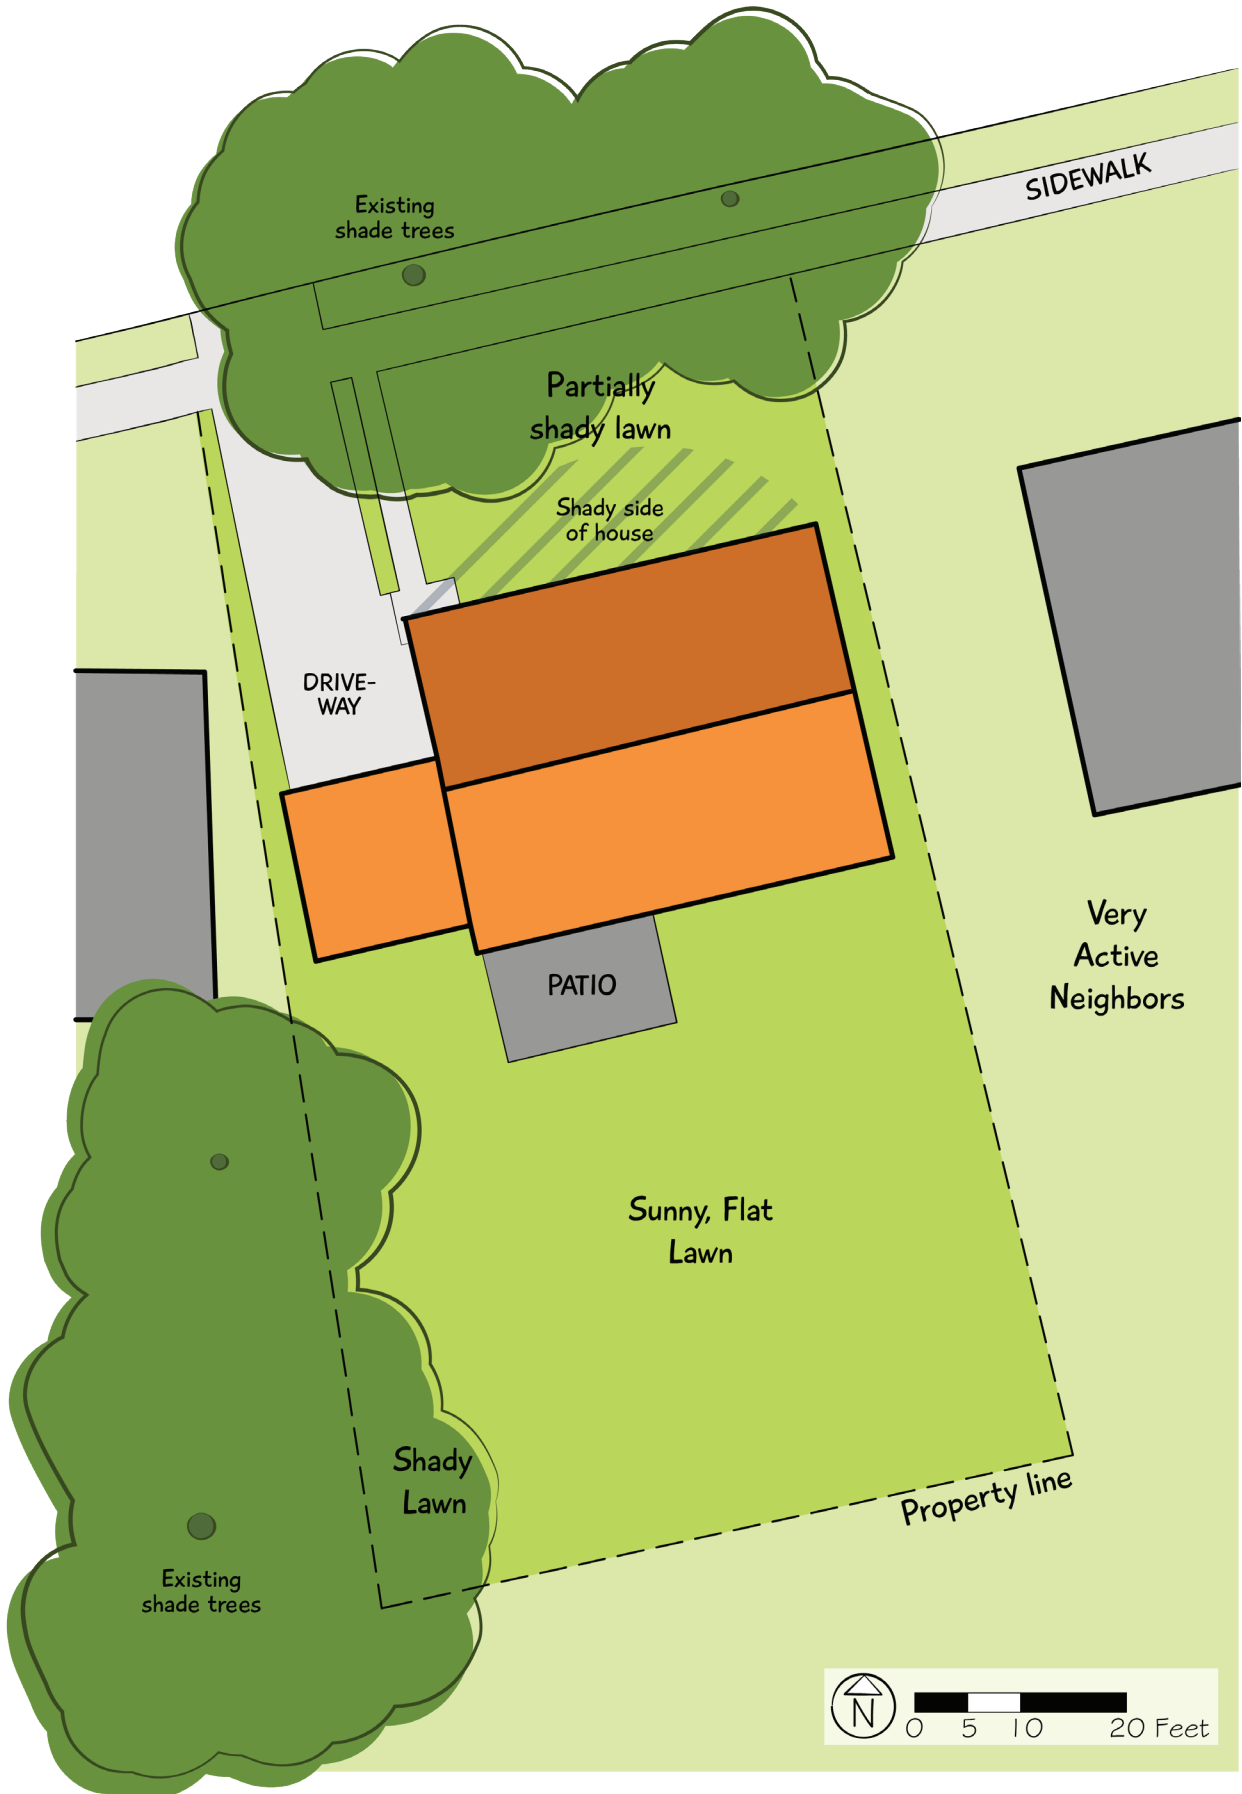 SIDEWALK
Existing
shade trees
Partially
shady lawn
Shady side
of house
DRIVE-
WAY
Very
Active
Neighbors
PATIO
Sunny, Flat
Lawn
Shady
Lawn
Property line
Existing
shade trees
N
0 5 10 20 Feet